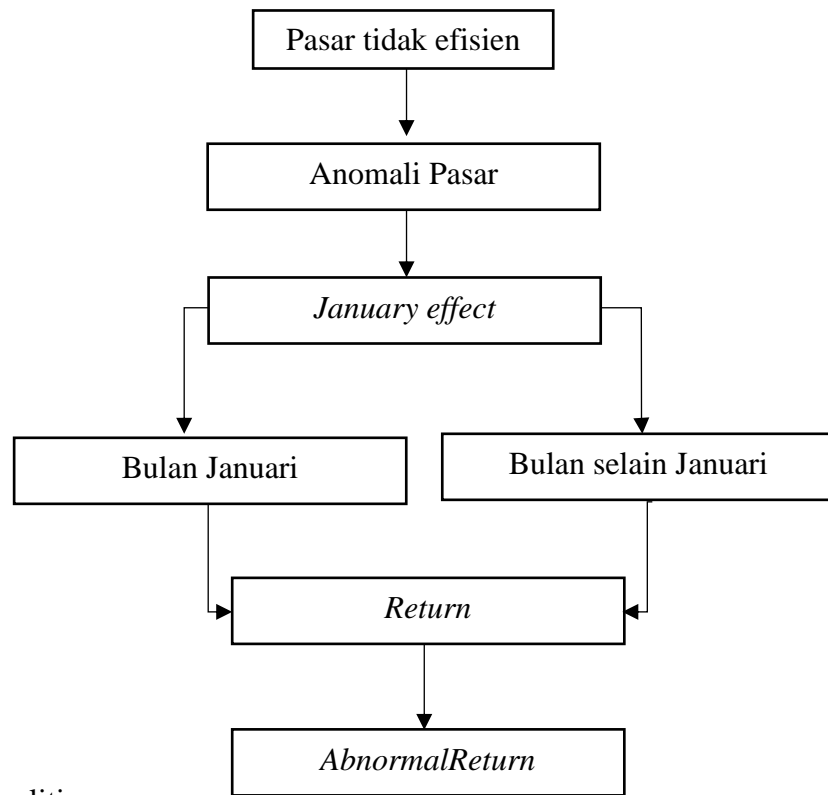 Pasar tidak efisien
Anomali Pasar
January effect
Bulan Januari
Bulan selain Januari
Return
AbnormalReturn